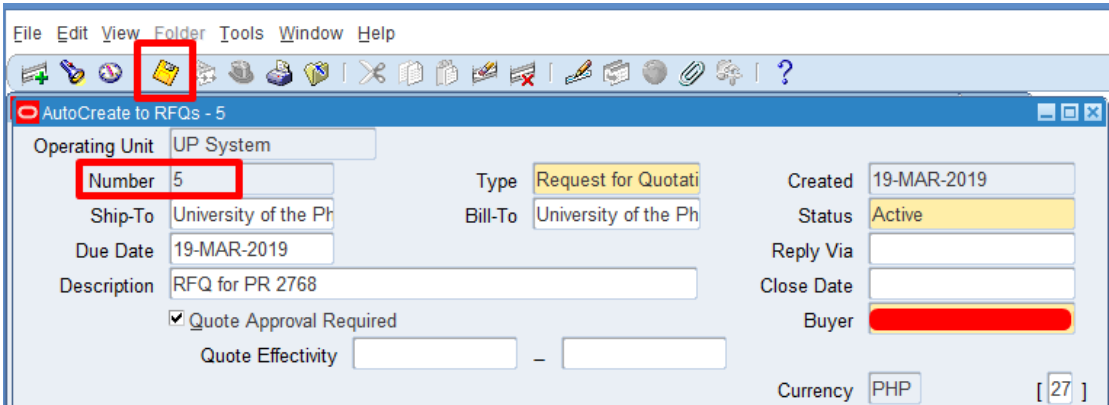 File Edit View Folder Tools Window Help
?
AutoCreate to RFQs - 5
Operating Unit UP System
Number 5 Type Request for Quotati Created 19-MAR-2019
Ship-To University of the Ph Bill-To University of the Ph Status Active
Due Date 19-MAR-2019 Reply Via
Description RFQ for PR 2768 Close Date
Quote Approval Required Buyer
Quote Effectivity –
Currency PHP [ 27 ]